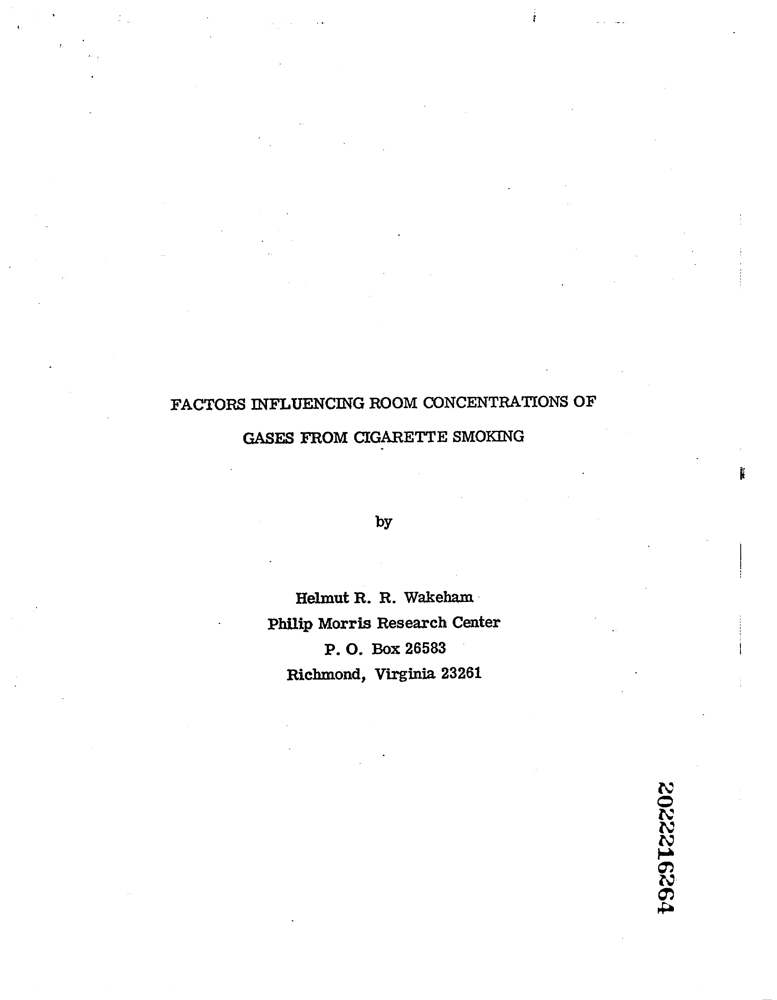 FACTORS INFLUENCING ROOM CONCENTRATIONS OF
GASES FROM CIGARETTE SMOKING
by
Helmut R. R. Wakeham
Philip Morris Research Center
P. O. Box 26583
Richmond, Virginia 23261
2022216264